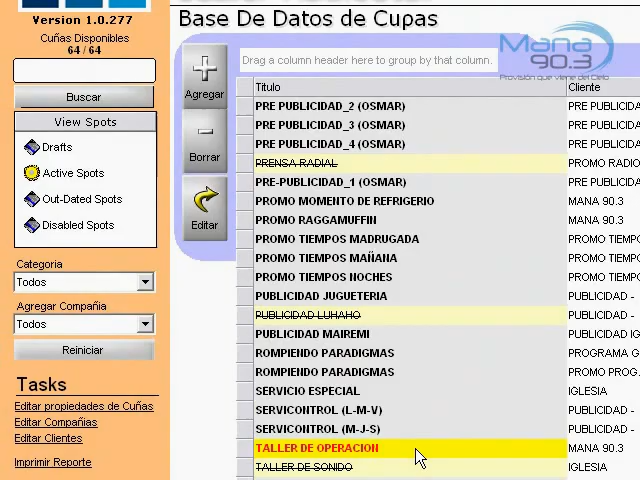 Version 1.0.277
Cuñas Disponibles
64 / 64
Buscar
View Spots
Drafts
Active Spots
Out-Dated Spots
Disabled Spots
Categoria
Todos
Agregar Compañia
Todos
Reiniciar
Tasks
Editar propiedades de Cuñas
Editar Compañias
Editar Clientes
Imprimir Reporte
Base De Datos de Cuñas
Mana
90.3
Provisión que viene del Cielo
Agregar
Borrar
Editar
Drag a column header here to group by that column.
Titulo Cliente
PRE PUBLICIDAD_2 (OSMAR) PRE PUBLICIDA
PRE PUBLICIDAD_3 (OSMAR) PRE PUBLICIDA
PRE PUBLICIDAD_4 (OSMAR) PRE PUBLICIDA
PRENSA RADIAL PROMO RADIO
PRE-PUBLICIDAD_1 (OSMAR) PRE PUBLICIDA
PROMO MOMENTO DE REFRIGERIO MANA 90.3
PROMO RAGGAMUFFIN MANA 90.3
PROMO TIEMPOS MADRUGADA PROMO TIEMPO
PROMO TIEMPOS MAÑANA PROMO TIEMPO
PROMO TIEMPOS NOCHES PROMO TIEMPO
PUBLICIDAD JUGUETERIA PUBLICIDAD -
PUBLICIDAD LUHAHO PUBLICIDAD -
PUBLICIDAD MAIREMI PUBLICIDAD IG
ROMPIENDO PARADIGMAS PROGRAMA G
ROMPIENDO PARADIGMAS PROMO PROG.
SERVICIO ESPECIAL IGLESIA
SERVICONTROL (L-M-V) PUBLICIDAD -
SERVICONTROL (M-J-S) PUBLICIDAD -
TALLER DE OPERACION MANA 90.3
TALLER DE SONIDO IGLESIA